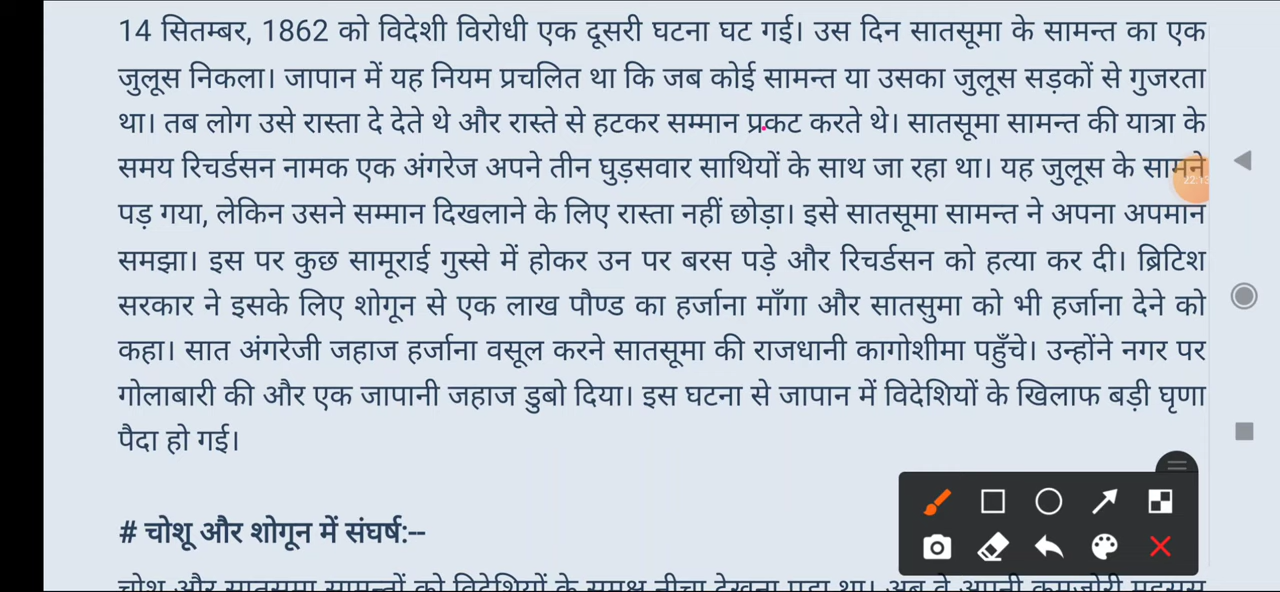 14 सितम्बर, 1862 को विदेशी विरोधी एक दूसरी घटना घट गई। उस दिन सातसूमा के सामन्त का एक
जुलूस निकला। जापान में यह नियम प्रचलित था कि जब कोई सामन्त या उसका जुलूस सड़कों से गुजरता
था। तब लोग उसे रास्ता दे देते थे और रास्ते से हटकर सम्मान प्रकट करते थे। सातसूमा सामन्त की यात्रा के
समय रिचर्डसन नामक एक अंगरेज अपने तीन घुड़सवार साथियों के साथ जा रहा था। यह जुलूस के सामने
पड़ गया, लेकिन उसने सम्मान दिखलाने के लिए रास्ता नहीं छोड़ा। इसे सातसूमा सामन्त ने अपना अपमान
समझा। इस पर कुछ सामूराई गुस्से में होकर उन पर बरस पड़े और रिचर्डसन को हत्या कर दी। ब्रिटिश
सरकार ने इसके लिए शोगून से एक लाख पौण्ड का हर्जाना माँगा और सातसुमा को भी हर्जाना देने को
कहा। सात अंगरेजी जहाज हर्जाना वसूल करने सातसूमा की राजधानी कागोशीमा पहुँचे। उन्होंने नगर पर
गोलाबारी की और एक जापानी जहाज डुबो दिया। इस घटना से जापान में विदेशियों के खिलाफ बड़ी घृणा
पैदा हो गई।
# चोशू और शोगून में संघर्ष:--